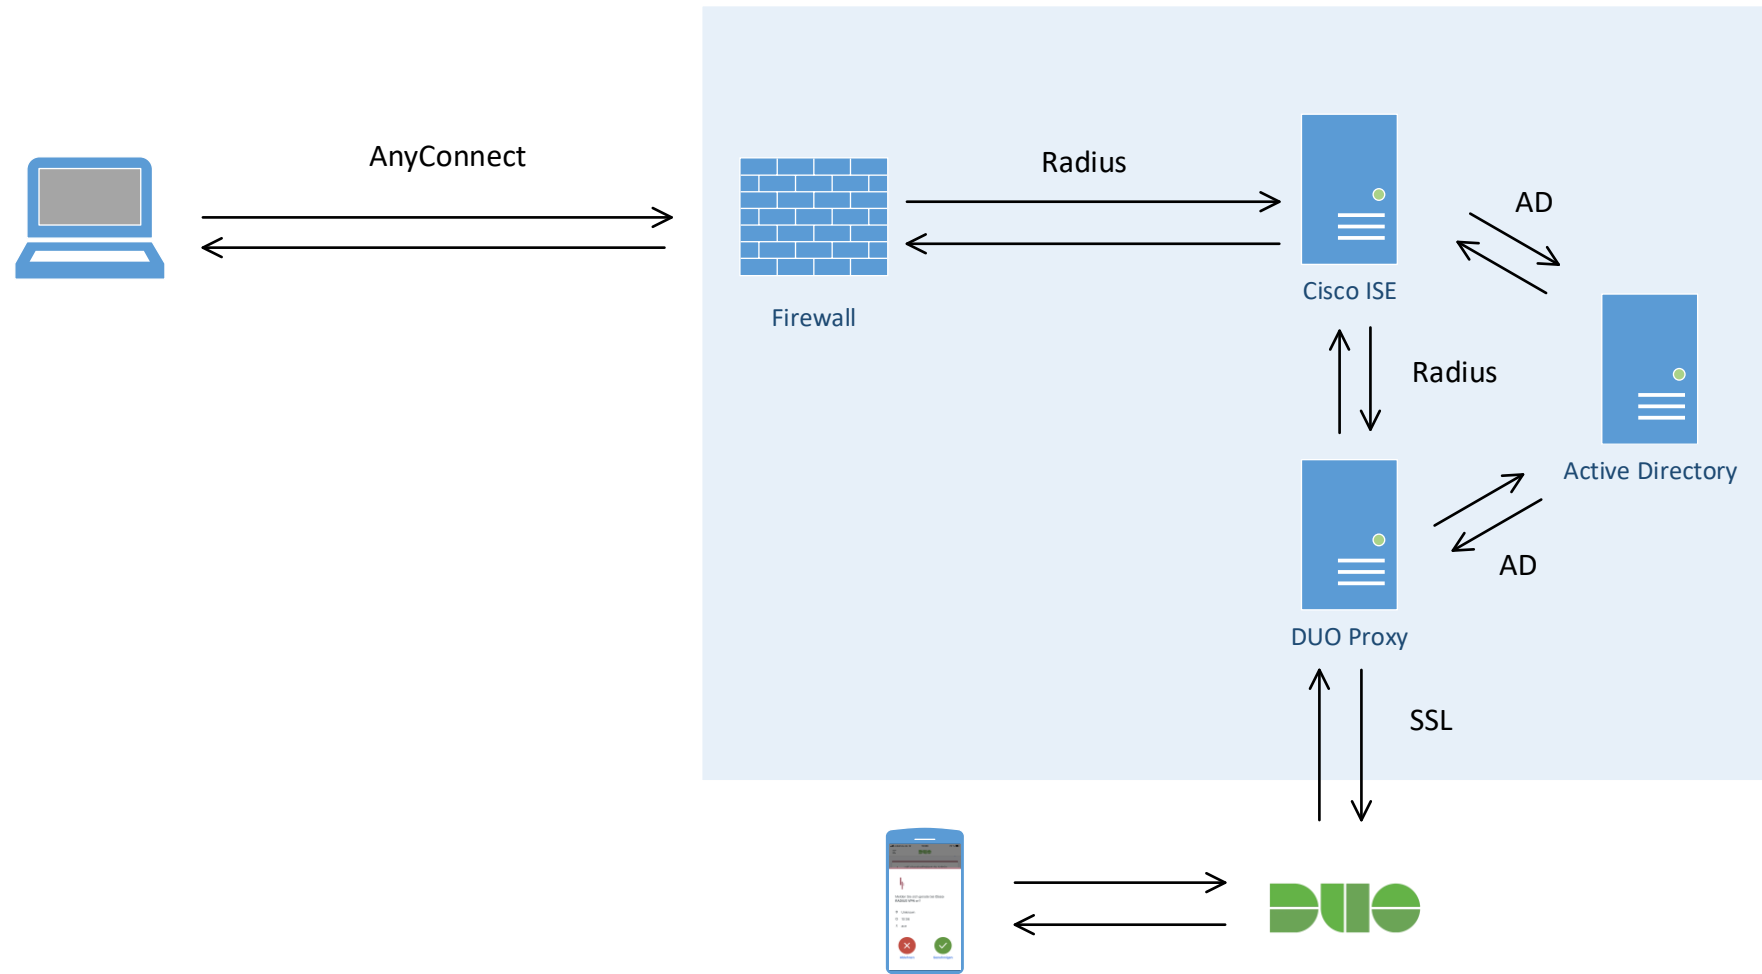 AnyConnect
Radius
AD
Cisco ISE
Firewall
Radius
Active Directory
AD
DUO Proxy
SSL
DUO